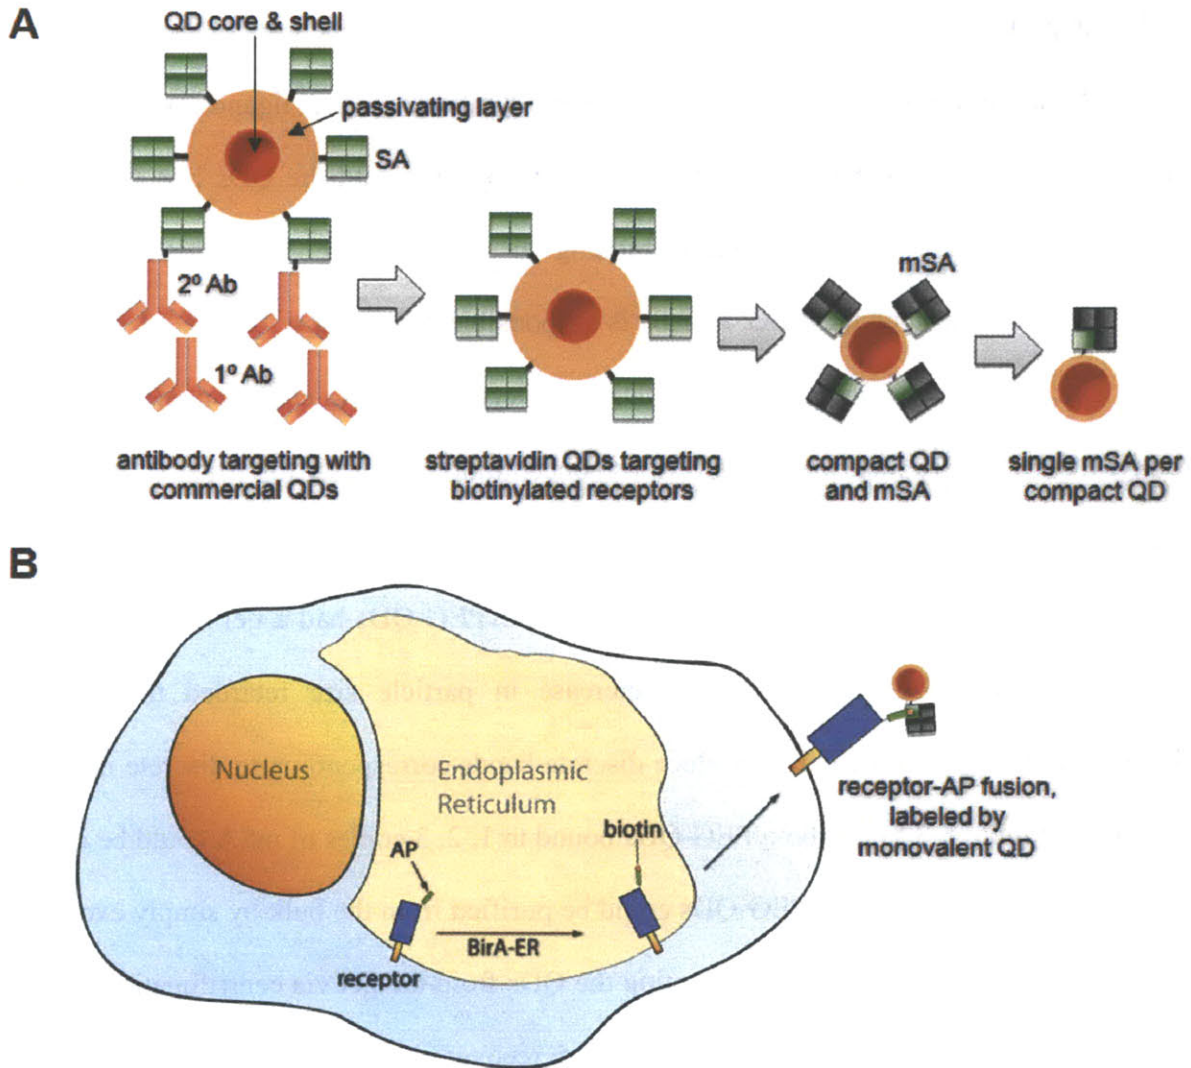 A
QD core & shell
passivating layer
SA
2º Ab
1º Ab
mSA
antibody targeting with
commercial QDs
streptavidin QDs targeting
biotinylated receptors
compact QD
and mSA
single mSA per
compact QD
B
Nucleus
Endoplasmic
Reticulum
AP
biotin
BirA-ER
receptor
receptor-AP fusion,
labeled by
monovalent QD